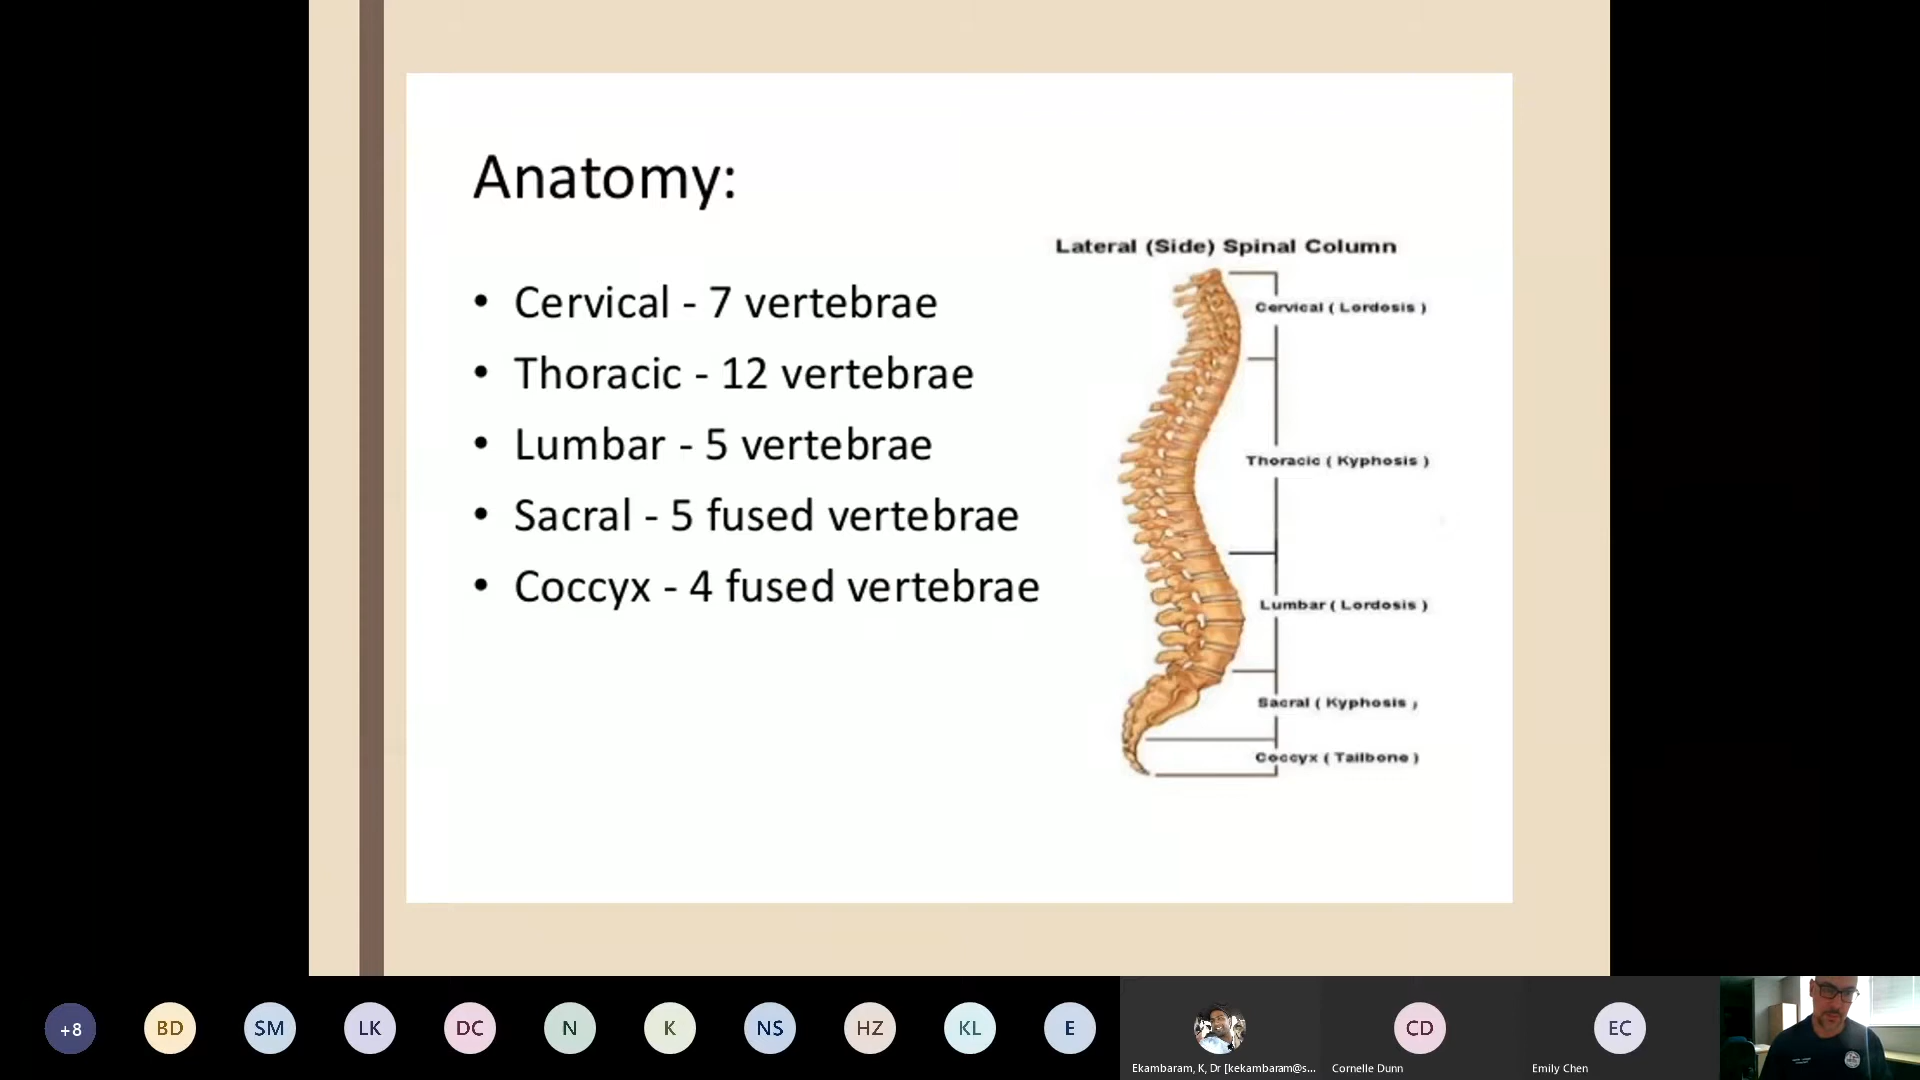 Anatomy:
Lateral (Side) Spinal Column
• Cervical - 7 vertebrae
• Thoracic - 12 vertebrae
• Lumbar - 5 vertebrae
• Sacral - 5 fused vertebrae
• Coccyx - 4 fused vertebrae
Cervical ( Lordosis )
Thoracic ( Kyphosis )
Lumbar ( Lordosis )
Sacral ( Kyphosis )
Coccyx ( Tailbone )
+8
BD
SM
LK
DC
N
K
NS
HZ
KL
E
CD
EC
Ekambaram, K, Dr [kekambaram@s...
Cornelle Dunn
Emily Chen